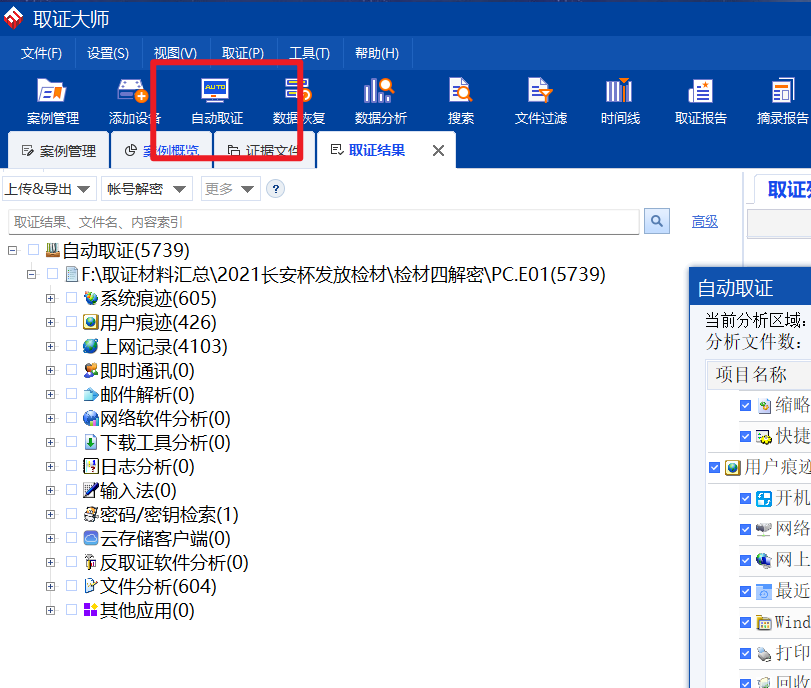 取证大师
文件(F) 设置(S) 视图(V) 取证(P) 工具(T) 帮助(H)
AUTO
案例管理 添加设备 自动取证 数据恢复 数据分析 搜索 文件过滤 时间线 取证报告 摘录报告
案例管理 案例概览 证据文件 取证结果
上传&导出 帐号解密 更多 ?
取证结果、文件名、内容索引 高级
取证
自动取证(5739)
F:\取证材料汇总\2021长安杯发放检材\检材四解密\PC.E01(5739)
系统痕迹(605)
用户痕迹(426)
上网记录(4103)
即时通讯(0)
邮件解析(0)
网络软件分析(0)
下载工具分析(0)
日志分析(0)
输入法(0)
密码/密钥检索(1)
云存储客户端(0)
反取证软件分析(0)
文件分析(604)
其他应用(0)
自动取证
当前分析区域:
分析文件数:
项目名称
缩略
快捷
用户痕迹
开机
网络
网上
最近
Wind
打印
回收